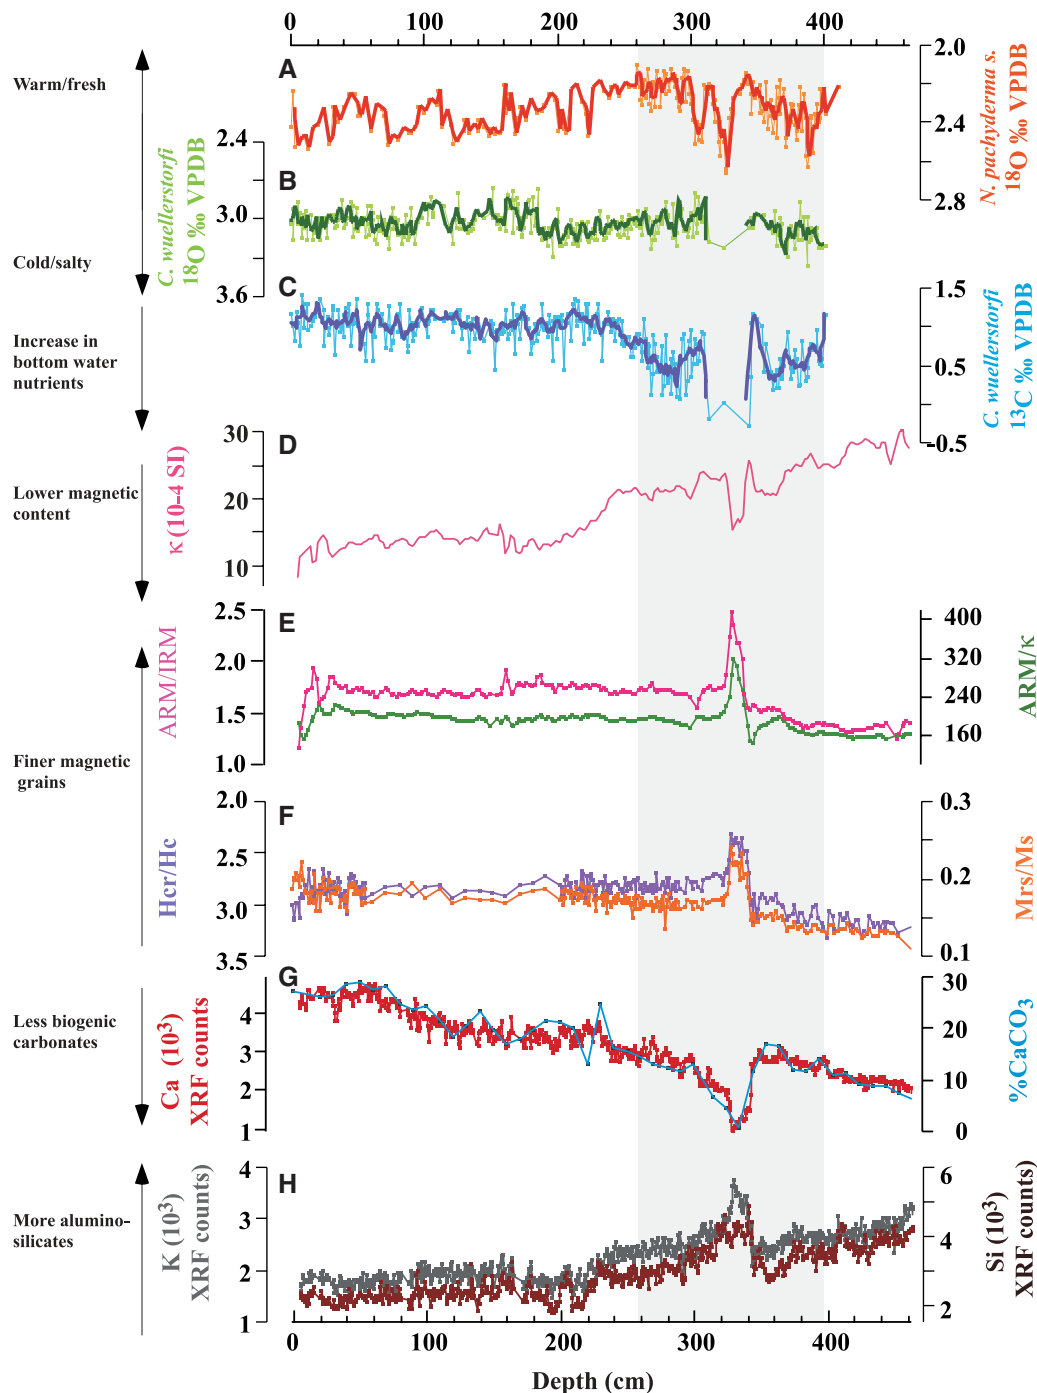 0 100 200 300 400
A
Warm/fresh
2.0
2.4
2.8
N. pachyderma s.
18O ‰ VPDB
B
2.4
3.0
3.6
C. wuellerstorfi
18O ‰ VPDB
Cold/salty
C
1.5
0.5
-0.5
C. wuellerstorfi
13C ‰ VPDB
Increase in
bottom water
nutrients
D
30
20
10
κ (10-4 SI)
Lower magnetic
content
E
2.5
2.0
1.5
1.0
ARM/IRM
400
320
240
160
ARM/κ
Finer magnetic
grains
F
2.0
2.5
3.0
3.5
Hcr/Hc
0.3
0.2
0.1
Mrs/Ms
G
4
3
2
1
Ca (10³)
XRF counts
30
20
10
0
%CaCO₃
Less biogenic
carbonates
H
4
3
2
1
K (10³)
XRF counts)
6
4
2
Si (10³)
XRF counts)
More alumino-
silicates
0 100 200 300 400
Depth (cm)